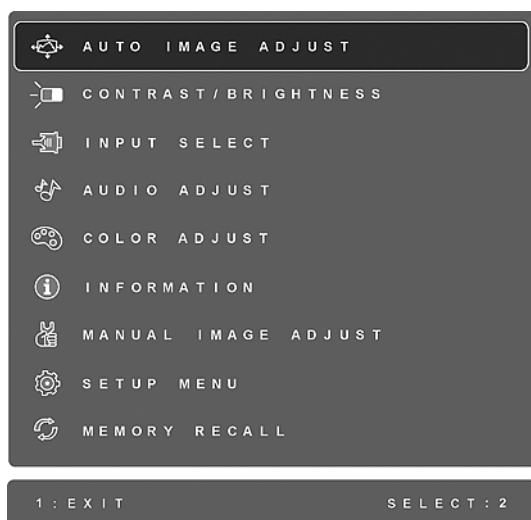 AUTO IMAGE ADJUST
CONTRAST/BRIGHTNESS
INPUT SELECT
AUDIO ADJUST
COLOR ADJUST
INFORMATION
MANUAL IMAGE ADJUST
SETUP MENU
MEMORY RECALL
1:EXIT SELECT:2